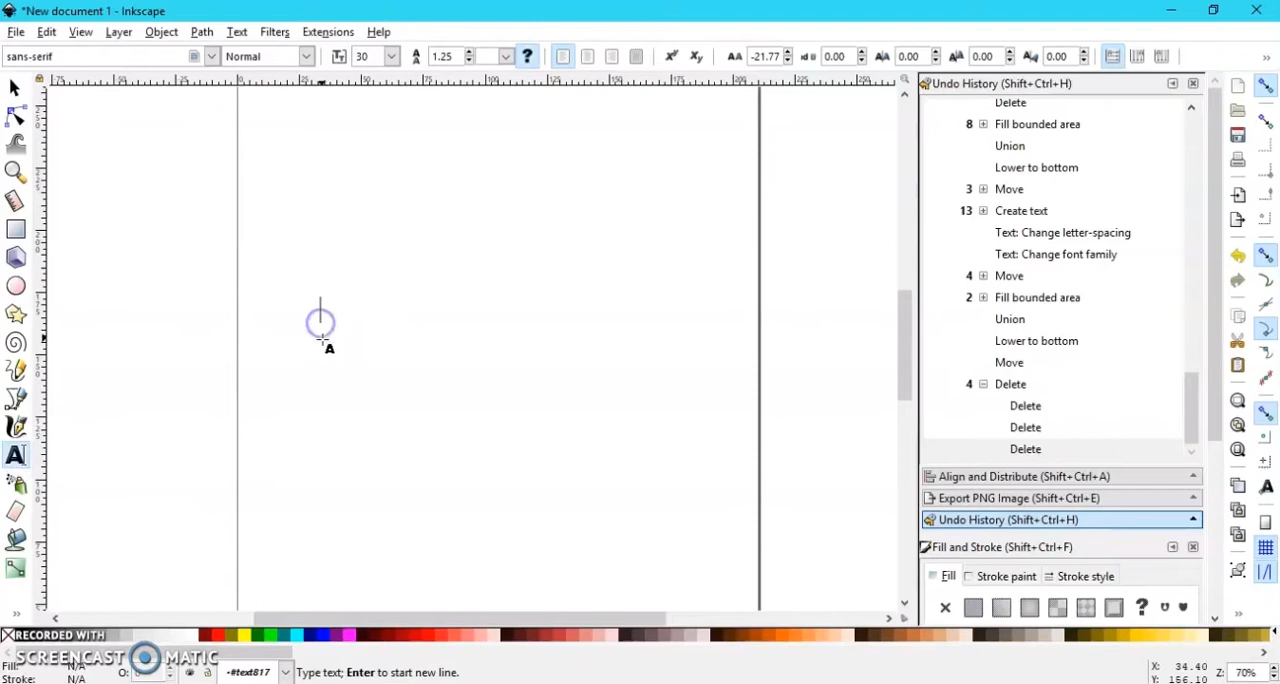 *New document 1 - Inkscape
File Edit View Layer Object Path Text Filters Extensions Help
sans-serif Normal 30 1.25 -21.77 0.00 0.00 0.00 0.00
Undo History (Shift+Ctrl+H)
Delete
8 Fill bounded area
Union
Lower to bottom
3 Move
13 Create text
Text: Change letter-spacing
Text: Change font family
4 Move
2 Fill bounded area
Union
Lower to bottom
Move
4 Delete
Delete
Delete
Delete
Align and Distribute (Shift+Ctrl+A)
Export PNG Image (Shift+Ctrl+E)
Undo History (Shift+Ctrl+H)
Fill and Stroke (Shift+Ctrl+F)
Fill Stroke paint Stroke style
RECORDED WITH
SCREENCAST MATIC
Fill: N/A
Stroke: N/A
O:
-#text817
Type text; Enter to start new line.
X: 34.40
Y: 156.10
Z: 70%